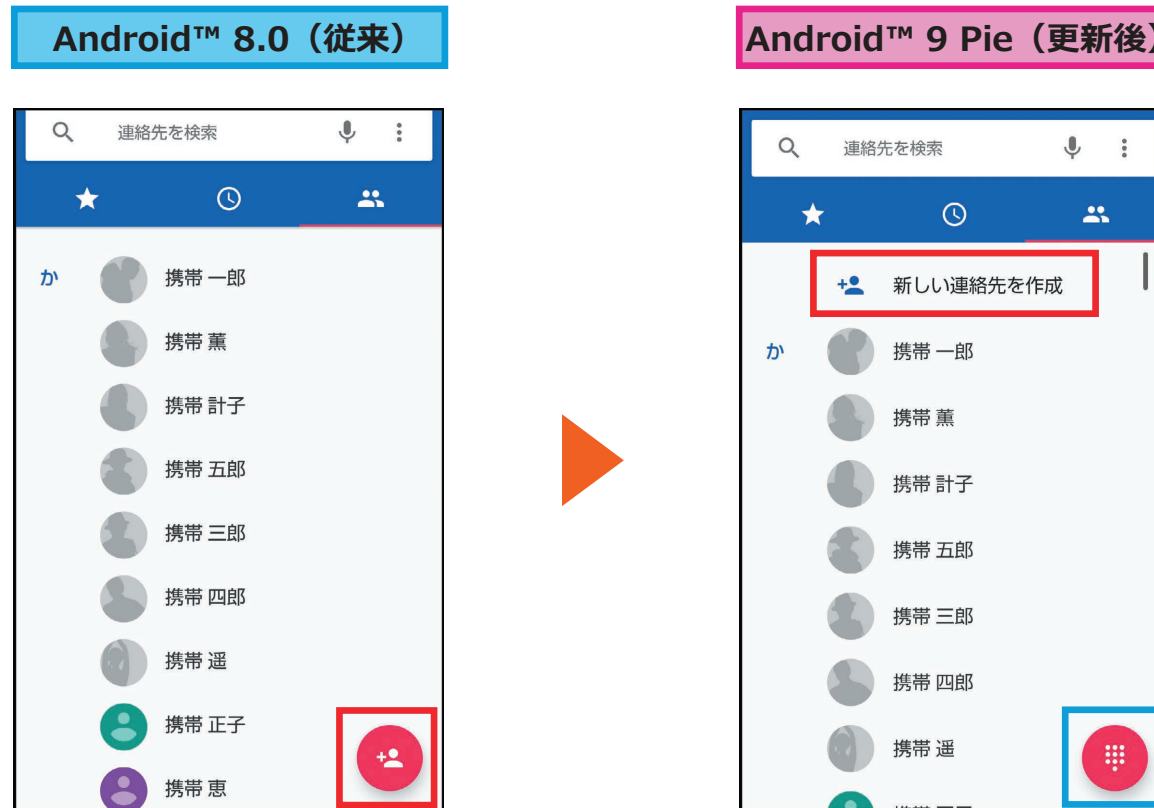 Android™ 8.0（従来）
連絡先を検索
か
携帯 一郎
携帯 薫
携帯 計子
携帯 五郎
携帯 三郎
携帯 四郎
携帯 遥
携帯 正子
携帯 恵
Android™ 9 Pie（更新後）
連絡先を検索
新しい連絡先を作成
か
携帯 一郎
携帯 薫
携帯 計子
携帯 五郎
携帯 三郎
携帯 四郎
携帯 遥